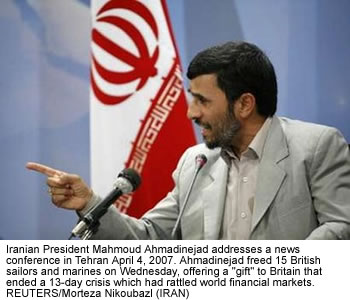 Iranian President Mahmoud Ahmadinejad addresses a news
conference in Tehran April 4, 2007. Ahmadinejad freed 15 British
sailors and marines on Wednesday, offering a "gift" to Britain that
ended a 13-day crisis which had rattled world financial markets.
REUTERS/Morteza Nikoubazl (IRAN)